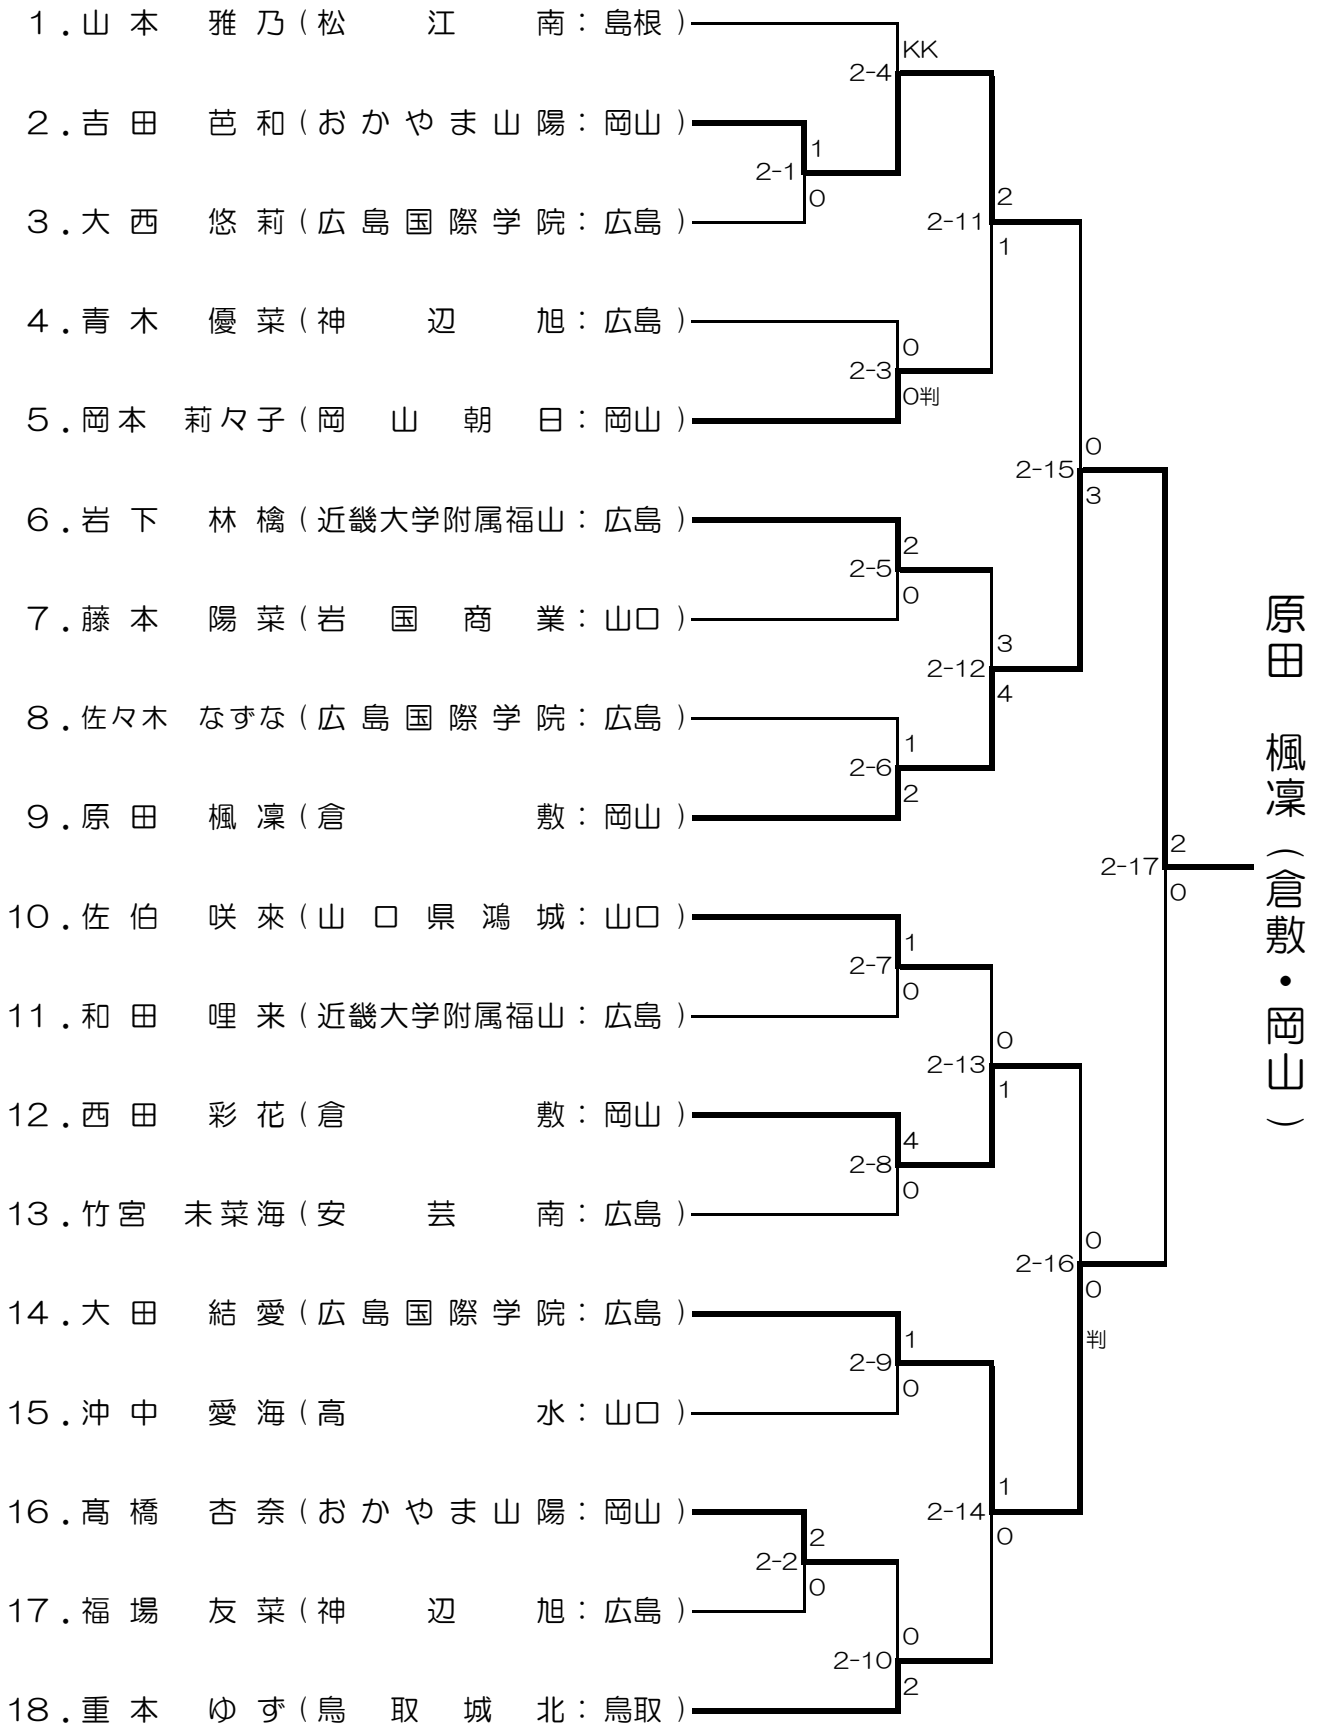 1.山本 雅乃(松江南：島根)
KK
2-4
2.吉田 芭和(おかやま山陽：岡山)
1
2-1
0
2
3.大西 悠莉(広島国際学院：広島)
2-11
1
4.青木 優菜(神辺旭：広島)
0
2-3
0判
5.岡本 莉々子(岡山朝日：岡山)
0
2-15
3
6.岩下 林檎(近畿大学附属福山：広島)
2
2-5
0
7.藤本 陽菜(岩国商業：山口)
3
2-12
4
8.佐々木 なずな(広島国際学院：広島)
1
2-6
2
9.原田 楓凜(倉敷：岡山)
2
2-17
0
原田 楓凜(倉敷・岡山)
10.佐伯 咲來(山口県鴻城：山口)
1
2-7
0
11.和田 哩来(近畿大学附属福山：広島)
0
2-13
1
12.西田 彩花(倉敷：岡山)
4
2-8
0
13.竹宮 未菜海(安芸南：広島)
0
2-16
0
判
14.大田 結愛(広島国際学院：広島)
1
2-9
0
15.沖中 愛海(高水：山口)
1
2-14
0
16.髙橋 杏奈(おかやま山陽：岡山)
2
2-2
0
17.福場 友菜(神辺旭：広島)
0
2-10
2
18.重本 ゆず(鳥取城北：鳥取)